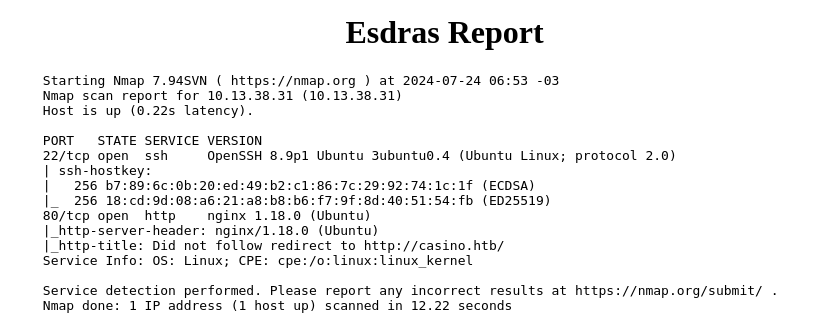 Esdras Report
Starting Nmap 7.94SVN ( https://nmap.org ) at 2024-07-24 06:53 -03
Nmap scan report for 10.13.38.31 (10.13.38.31)
Host is up (0.22s latency).
PORT   STATE SERVICE VERSION
22/tcp open  ssh     OpenSSH 8.9p1 Ubuntu 3ubuntu0.4 (Ubuntu Linux; protocol 2.0)
| ssh-hostkey:
|   256 b7:89:6c:0b:20:ed:49:b2:c1:86:7c:29:92:74:1c:1f (ECDSA)
|_  256 18:cd:9d:08:a6:21:a8:b8:b6:f7:9f:8d:40:51:54:fb (ED25519)
80/tcp open  http    nginx 1.18.0 (Ubuntu)
|_http-server-header: nginx/1.18.0 (Ubuntu)
|_http-title: Did not follow redirect to http://casino.htb/
Service Info: OS: Linux; CPE: cpe:/o:linux:linux_kernel
Service detection performed. Please report any incorrect results at https://nmap.org/submit/ .
Nmap done: 1 IP address (1 host up) scanned in 12.22 seconds